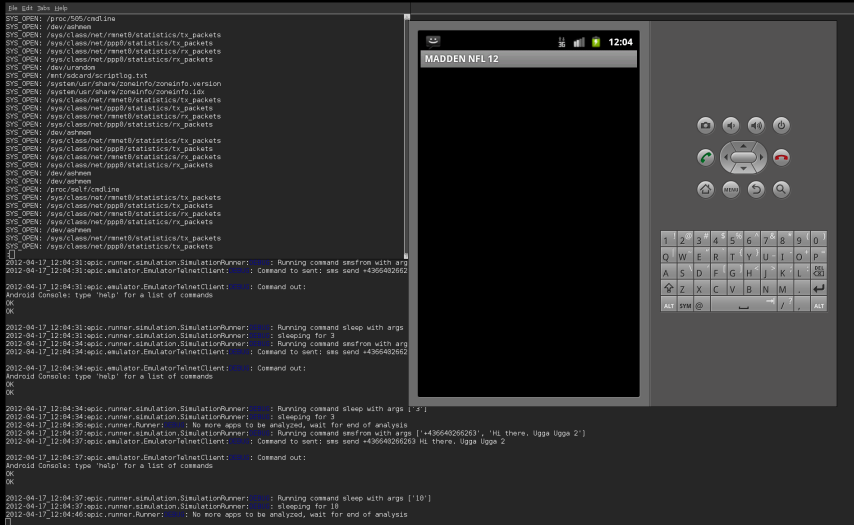 File Edit Tabs Help
SYS_OPEN: /proc/505/cmdline
SYS_OPEN: /dev/ashmem
SYS_OPEN: /sys/class/net/rmnet0/statistics/tx_packets
SYS_OPEN: /sys/class/net/ppp0/statistics/tx_packets
SYS_OPEN: /sys/class/net/rmnet0/statistics/rx_packets
SYS_OPEN: /sys/class/net/ppp0/statistics/rx_packets
SYS_OPEN: /dev/urandom
SYS_OPEN: /mnt/sdcard/scriptlog.txt
SYS_OPEN: /system/usr/share/zoneinfo/zoneinfo.version
SYS_OPEN: /system/usr/share/zoneinfo/zoneinfo.idx
SYS_OPEN: /sys/class/net/rmnet0/statistics/tx_packets
SYS_OPEN: /sys/class/net/ppp0/statistics/tx_packets
SYS_OPEN: /sys/class/net/rmnet0/statistics/rx_packets
SYS_OPEN: /sys/class/net/ppp0/statistics/rx_packets
SYS_OPEN: /dev/ashmem
SYS_OPEN: /sys/class/net/rmnet0/statistics/tx_packets
SYS_OPEN: /sys/class/net/ppp0/statistics/tx_packets
SYS_OPEN: /sys/class/net/rmnet0/statistics/rx_packets
SYS_OPEN: /sys/class/net/ppp0/statistics/rx_packets
SYS_OPEN: /dev/ashmem
SYS_OPEN: /dev/ashmem
SYS_OPEN: /proc/self/cmdline
SYS_OPEN: /sys/class/net/rmnet0/statistics/tx_packets
SYS_OPEN: /sys/class/net/ppp0/statistics/tx_packets
SYS_OPEN: /sys/class/net/rmnet0/statistics/rx_packets
SYS_OPEN: /sys/class/net/ppp0/statistics/rx_packets
SYS_OPEN: /dev/ashmem
SYS_OPEN: /sys/class/net/rmnet0/statistics/tx_packets
SYS_OPEN: /sys/class/net/ppp0/statistics/tx_packets
2012-04-17_12:04:31:epic.runner.simulation.SimulationRunner: : Running command smsfrom with arg
2012-04-17_12:04:31:epic.emulator.EmulatorTelnetClient: : Command to sent: sms send +4366402662
2012-04-17_12:04:31:epic.emulator.EmulatorTelnetClient: : Command out:
Android Console: type 'help' for a list of commands
OK
OK
2012-04-17_12:04:31:epic.runner.simulation.SimulationRunner: : Running command sleep with args
2012-04-17_12:04:31:epic.runner.simulation.SimulationRunner: : sleeping for 3
2012-04-17_12:04:34:epic.runner.simulation.SimulationRunner: : Running command smsfrom with arg
2012-04-17_12:04:34:epic.emulator.EmulatorTelnetClient: : Command to sent: sms send +4366402662
2012-04-17_12:04:34:epic.emulator.EmulatorTelnetClient: : Command out:
Android Console: type 'help' for a list of commands
OK
OK
2012-04-17_12:04:34:epic.runner.simulation.SimulationRunner: : Running command sleep with args ['3']
2012-04-17_12:04:34:epic.runner.simulation.SimulationRunner: : sleeping for 3
2012-04-17_12:04:36:epic.runner.Runner: : No more apps to be analyzed, wait for end of analysis
2012-04-17_12:04:37:epic.runner.simulation.SimulationRunner: : Running command smsfrom with args ['+436640266263', 'Hi there. Ugga Ugga 2']
2012-04-17_12:04:37:epic.emulator.EmulatorTelnetClient: : Command to sent: sms send +436640266263 Hi there. Ugga Ugga 2
2012-04-17_12:04:37:epic.emulator.EmulatorTelnetClient: : Command out:
Android Console: type 'help' for a list of commands
OK
OK
2012-04-17_12:04:37:epic.runner.simulation.SimulationRunner: : Running command sleep with args ['10']
2012-04-17_12:04:37:epic.runner.simulation.SimulationRunner: : sleeping for 10
2012-04-17_12:04:46:epic.runner.Runner: : No more apps to be analyzed, wait for end of analysis
3G 12:04
MADDEN NFL 12
MENU
1 2 @ 3 # 4 $ 5 % 6 ^ 7 & 8 * 9 ( 0 )
Q W E R T Y U I O P
A S D F G H J K L DEL
Z X C V B N M .
ALT SYM @ / ? , ALT